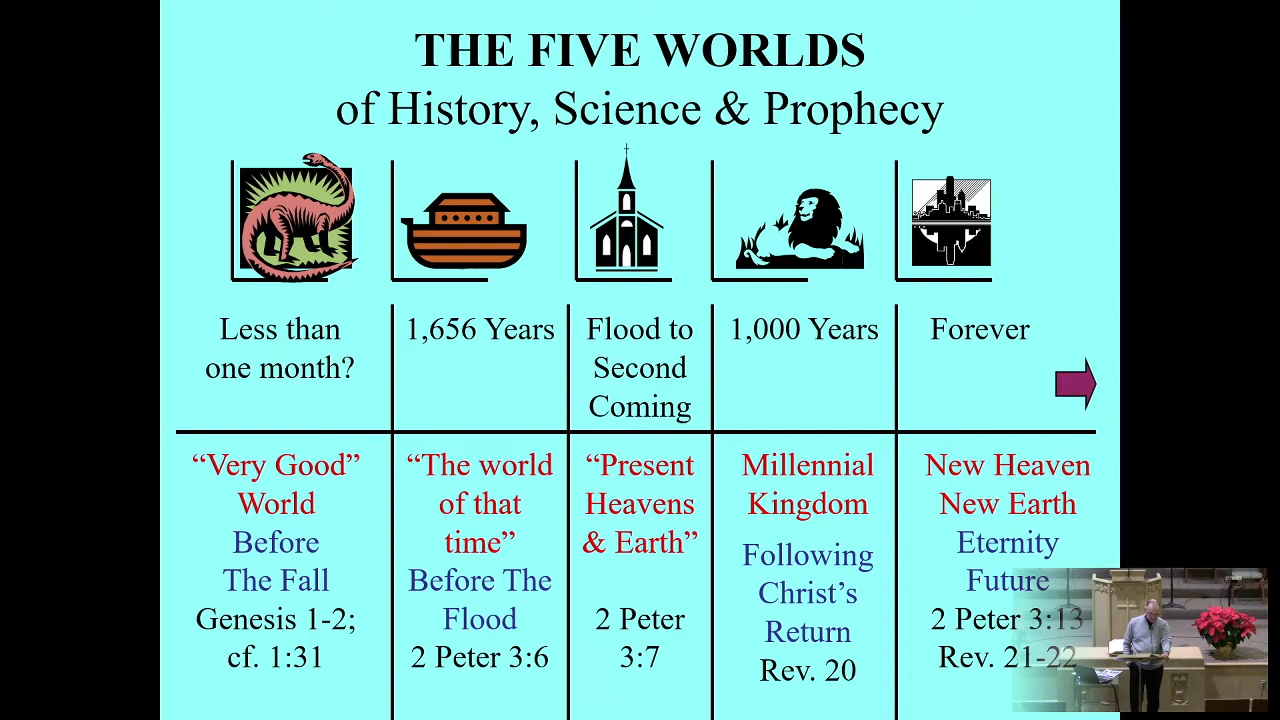 THE FIVE WORLDS
of History, Science & Prophecy
Less than
one month?
1,656 Years
Flood to
Second
Coming
1,000 Years
Forever
“Very Good”
World
Before
The Fall
Genesis 1-2;
cf. 1:31
“The world
of that
time”
Before The
Flood
2 Peter 3:6
“Present
Heavens
& Earth”
2 Peter
3:7
Millennial
Kingdom
Following
Christ’s
Return
Rev. 20
New Heaven
New Earth
Eternity
Future
2 Peter 3:13
Rev. 21-22